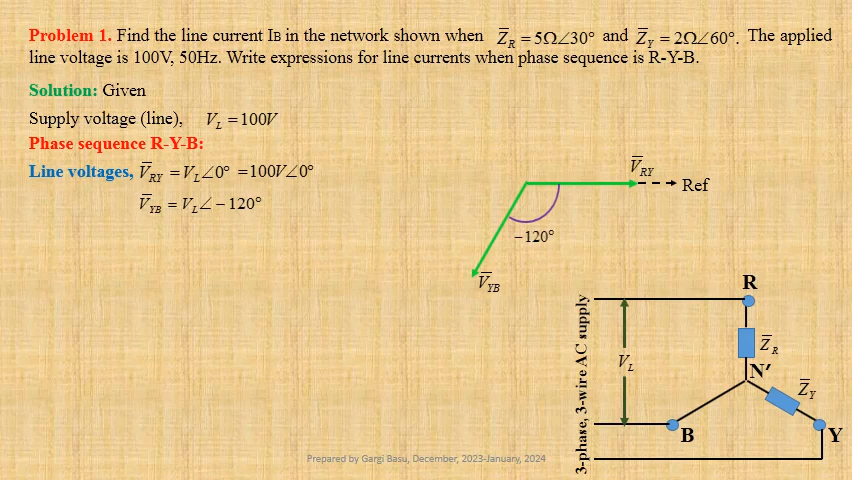 Problem 1. Find the line current IB in the network shown when Z̅_R = 5Ω∠30° and Z̅_Y = 2Ω∠60°. The applied
line voltage is 100V, 50Hz. Write expressions for line currents when phase sequence is R-Y-B.
Solution: Given
Supply voltage (line), V_L = 100V
Phase sequence R-Y-B:
Line voltages, V̅_RY = V_L∠0° = 100V∠0°
V̅_YB = V_L∠−120°
V̅_RY
Ref
−120°
V̅_YB
3-phase, 3-wire AC supply
R
Z̅_R
V_L
N′
Z̅_Y
B
Y
Prepared by Gargi Basu, December, 2023-January, 2024